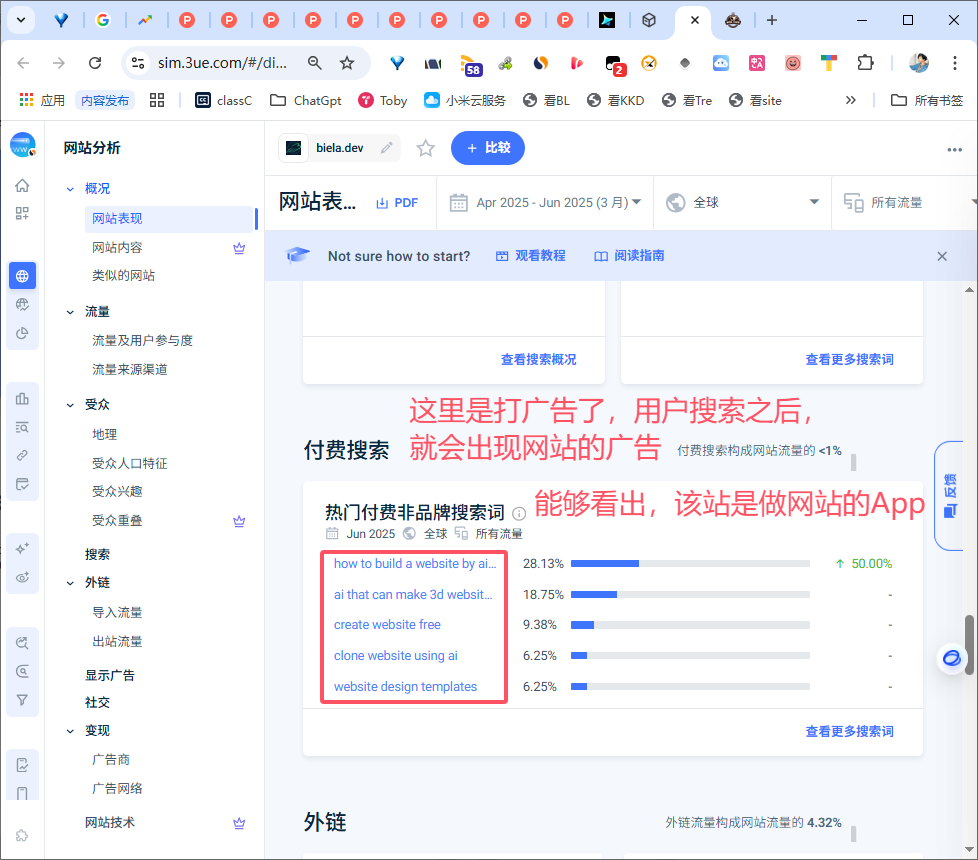 sim.3ue.com/#/di...
58
2
应用
内容发布
classC
ChatGpt
Toby
小米云服务
看BL
看KKD
看Tre
看site
所有书签
网站分析
概况
网站表现
网站内容
类似的网站
流量
流量及用户参与度
流量来源渠道
受众
地理
受众人口特征
受众兴趣
受众重叠
搜索
外链
导入流量
出站流量
显示广告
社交
变现
广告商
广告网络
网站技术
biela.dev
+ 比较
网站表...
PDF
Apr 2025 - Jun 2025 (3 月)
全球
所有流量
Not sure how to start?
观看教程
阅读指南
查看搜索概况
查看更多搜索词
这里是打广告了，用户搜索之后，
就会出现网站的广告
付费搜索
付费搜索构成网站流量的 <1%
能够看出，该站是做网站的App
热门付费非品牌搜索词
Jun 2025 全球 所有流量
how to build a website by ai... 28.13% 50.00%
ai that can make 3d websit... 18.75% -
create website free 9.38% -
clone website using ai 6.25% -
website design templates 6.25% -
查看更多搜索词
外链
外链流量构成网站流量的 4.32%
反馈